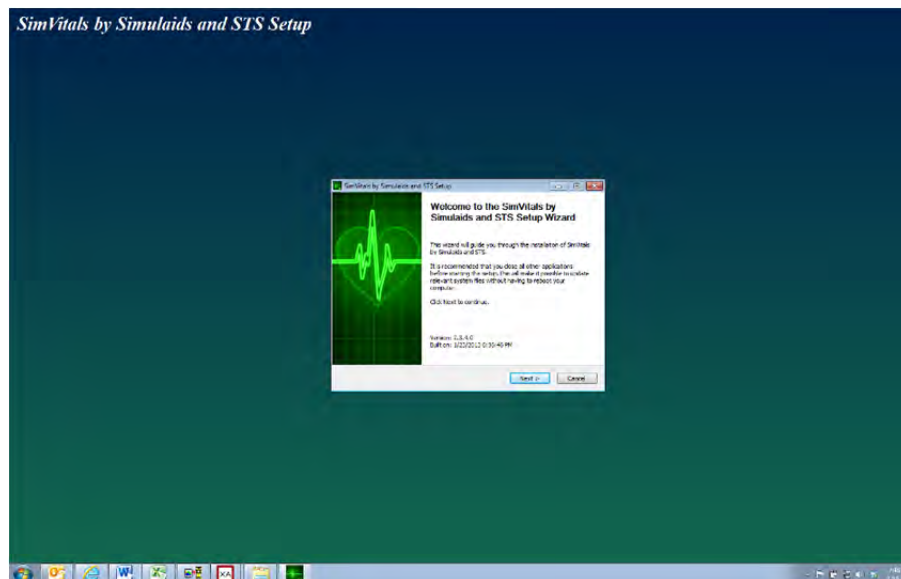 SimVitals by Simulaids and STS Setup
SimVitals by Simulaids and STS Setup
Welcome to the SimVitals by
Simulaids and STS Setup Wizard
This wizard will guide you through the installation of SimVitals
by Simulaids and STS.
It is recommended that you close all other applications
before starting the setup. This will make it possible to update
relevant system files without having to reboot your
computer.
Click Next to continue.
Version:
Built on:
Next >
Cancel